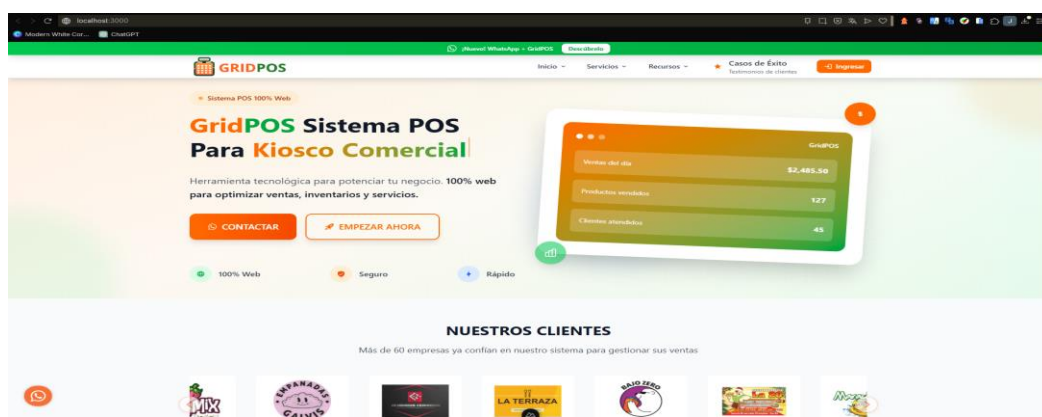 localhost:3000
Modern White Cor... ChatGPT
¡Nuevo! WhatsApp + GridPOS Descúbrelo
GRIDPOS
Inicio Servicios Recursos
Casos de Éxito
Testimonios de clientes
Ingresar
Sistema POS 100% Web
GridPOS Sistema POS
Para Kiosco Comercial
Herramienta tecnológica para potenciar tu negocio. 100% web
para optimizar ventas, inventarios y servicios.
CONTACTAR EMPEZAR AHORA
100% Web Seguro Rápido
$
GridPOS
Ventas del día $2,485.50
Productos vendidos 127
Clientes atendidos 45
NUESTROS CLIENTES
Más de 60 empresas ya confían en nuestro sistema para gestionar sus ventas
MIX
EMPANADAS
GALVIS
LA TERRAZA
BAJO ZERO